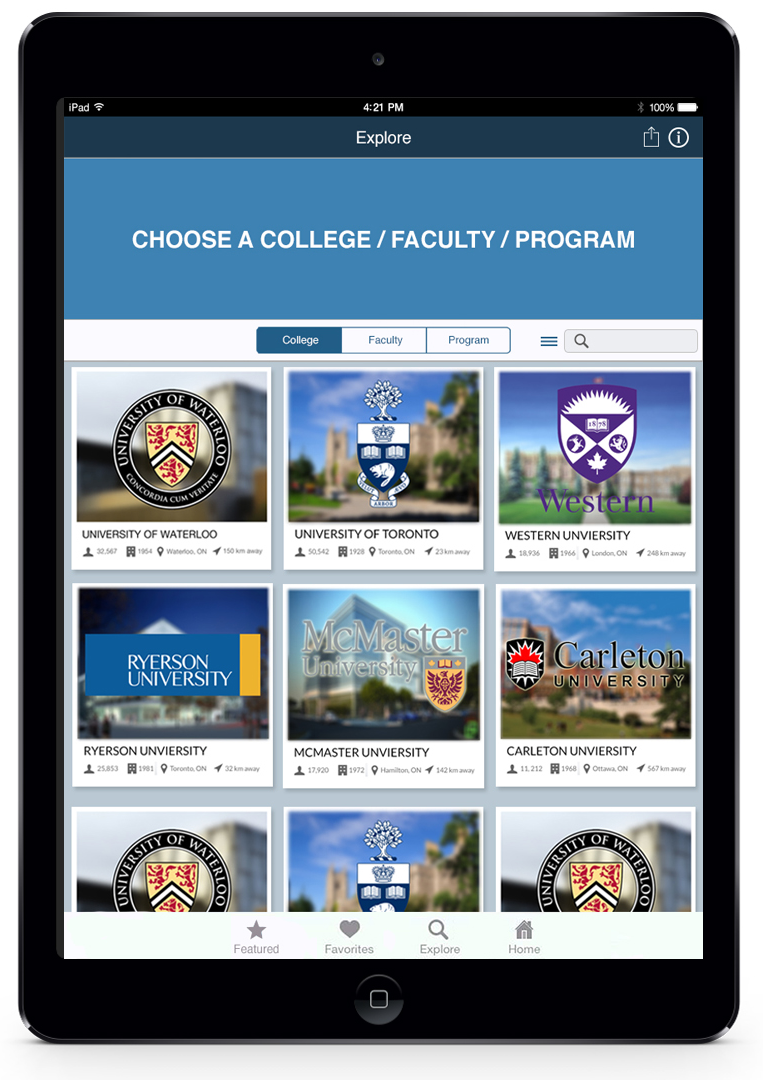 iPad 4:21 PM 100%
Explore
CHOOSE A COLLEGE / FACULTY / PROGRAM
College Faculty Program
UNIVERSITY OF WATERLOO
CONCORDIA CUM VERITATE
UNIVERSITY OF WATERLOO
32,567 1954 Waterloo, ON 150 km away
ARBOR
UNIVERSITY OF TORONTO
50,542 1928 Toronto, ON 23 km away
1878
Western
WESTERN UNVIERSITY
18,936 1966 London, ON 248 km away
RYERSON
UNIVERSITY
RYERSON UNVIERSITY
25,853 1981 Toronto, ON 32 km away
McMaster
University
MCMASTER UNVIERSITY
17,920 1972 Hamilton, ON 142 km away
Carleton
UNIVERSITY
CARLETON UNVIERSITY
11,212 1968 Ottawa, ON 567 km away
UNIVERSITY OF WATERLOO
UNIVERSITY OF WATERLOO
Featured Favorites Explore Home